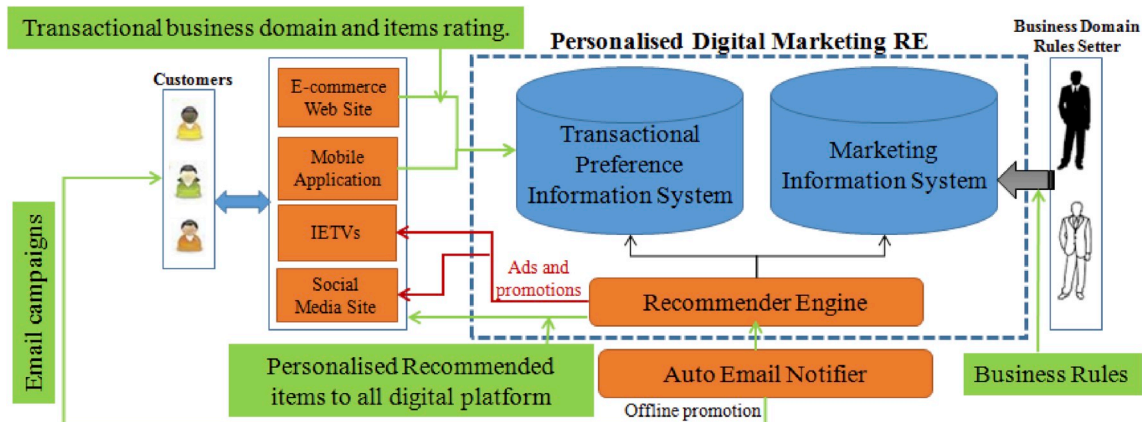 Transactional business domain and items rating.
Personalised Digital Marketing RE
Business Domain
Rules Setter
Customers
E-commerce
Web Site
Mobile
Application
IETVs
Social
Media Site
Transactional
Preference
Information System
Marketing
Information System
Email campaigns
Ads and
promotions
Recommender Engine
Personalised Recommended
items to all digital platform
Auto Email Notifier
Business Rules
Offline promotion